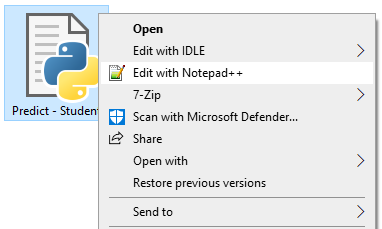 Open
Edit with IDLE
Edit with Notepad++
7-Zip
Predict - Student
Scan with Microsoft Defender...
Share
Open with
Restore previous versions
Send to